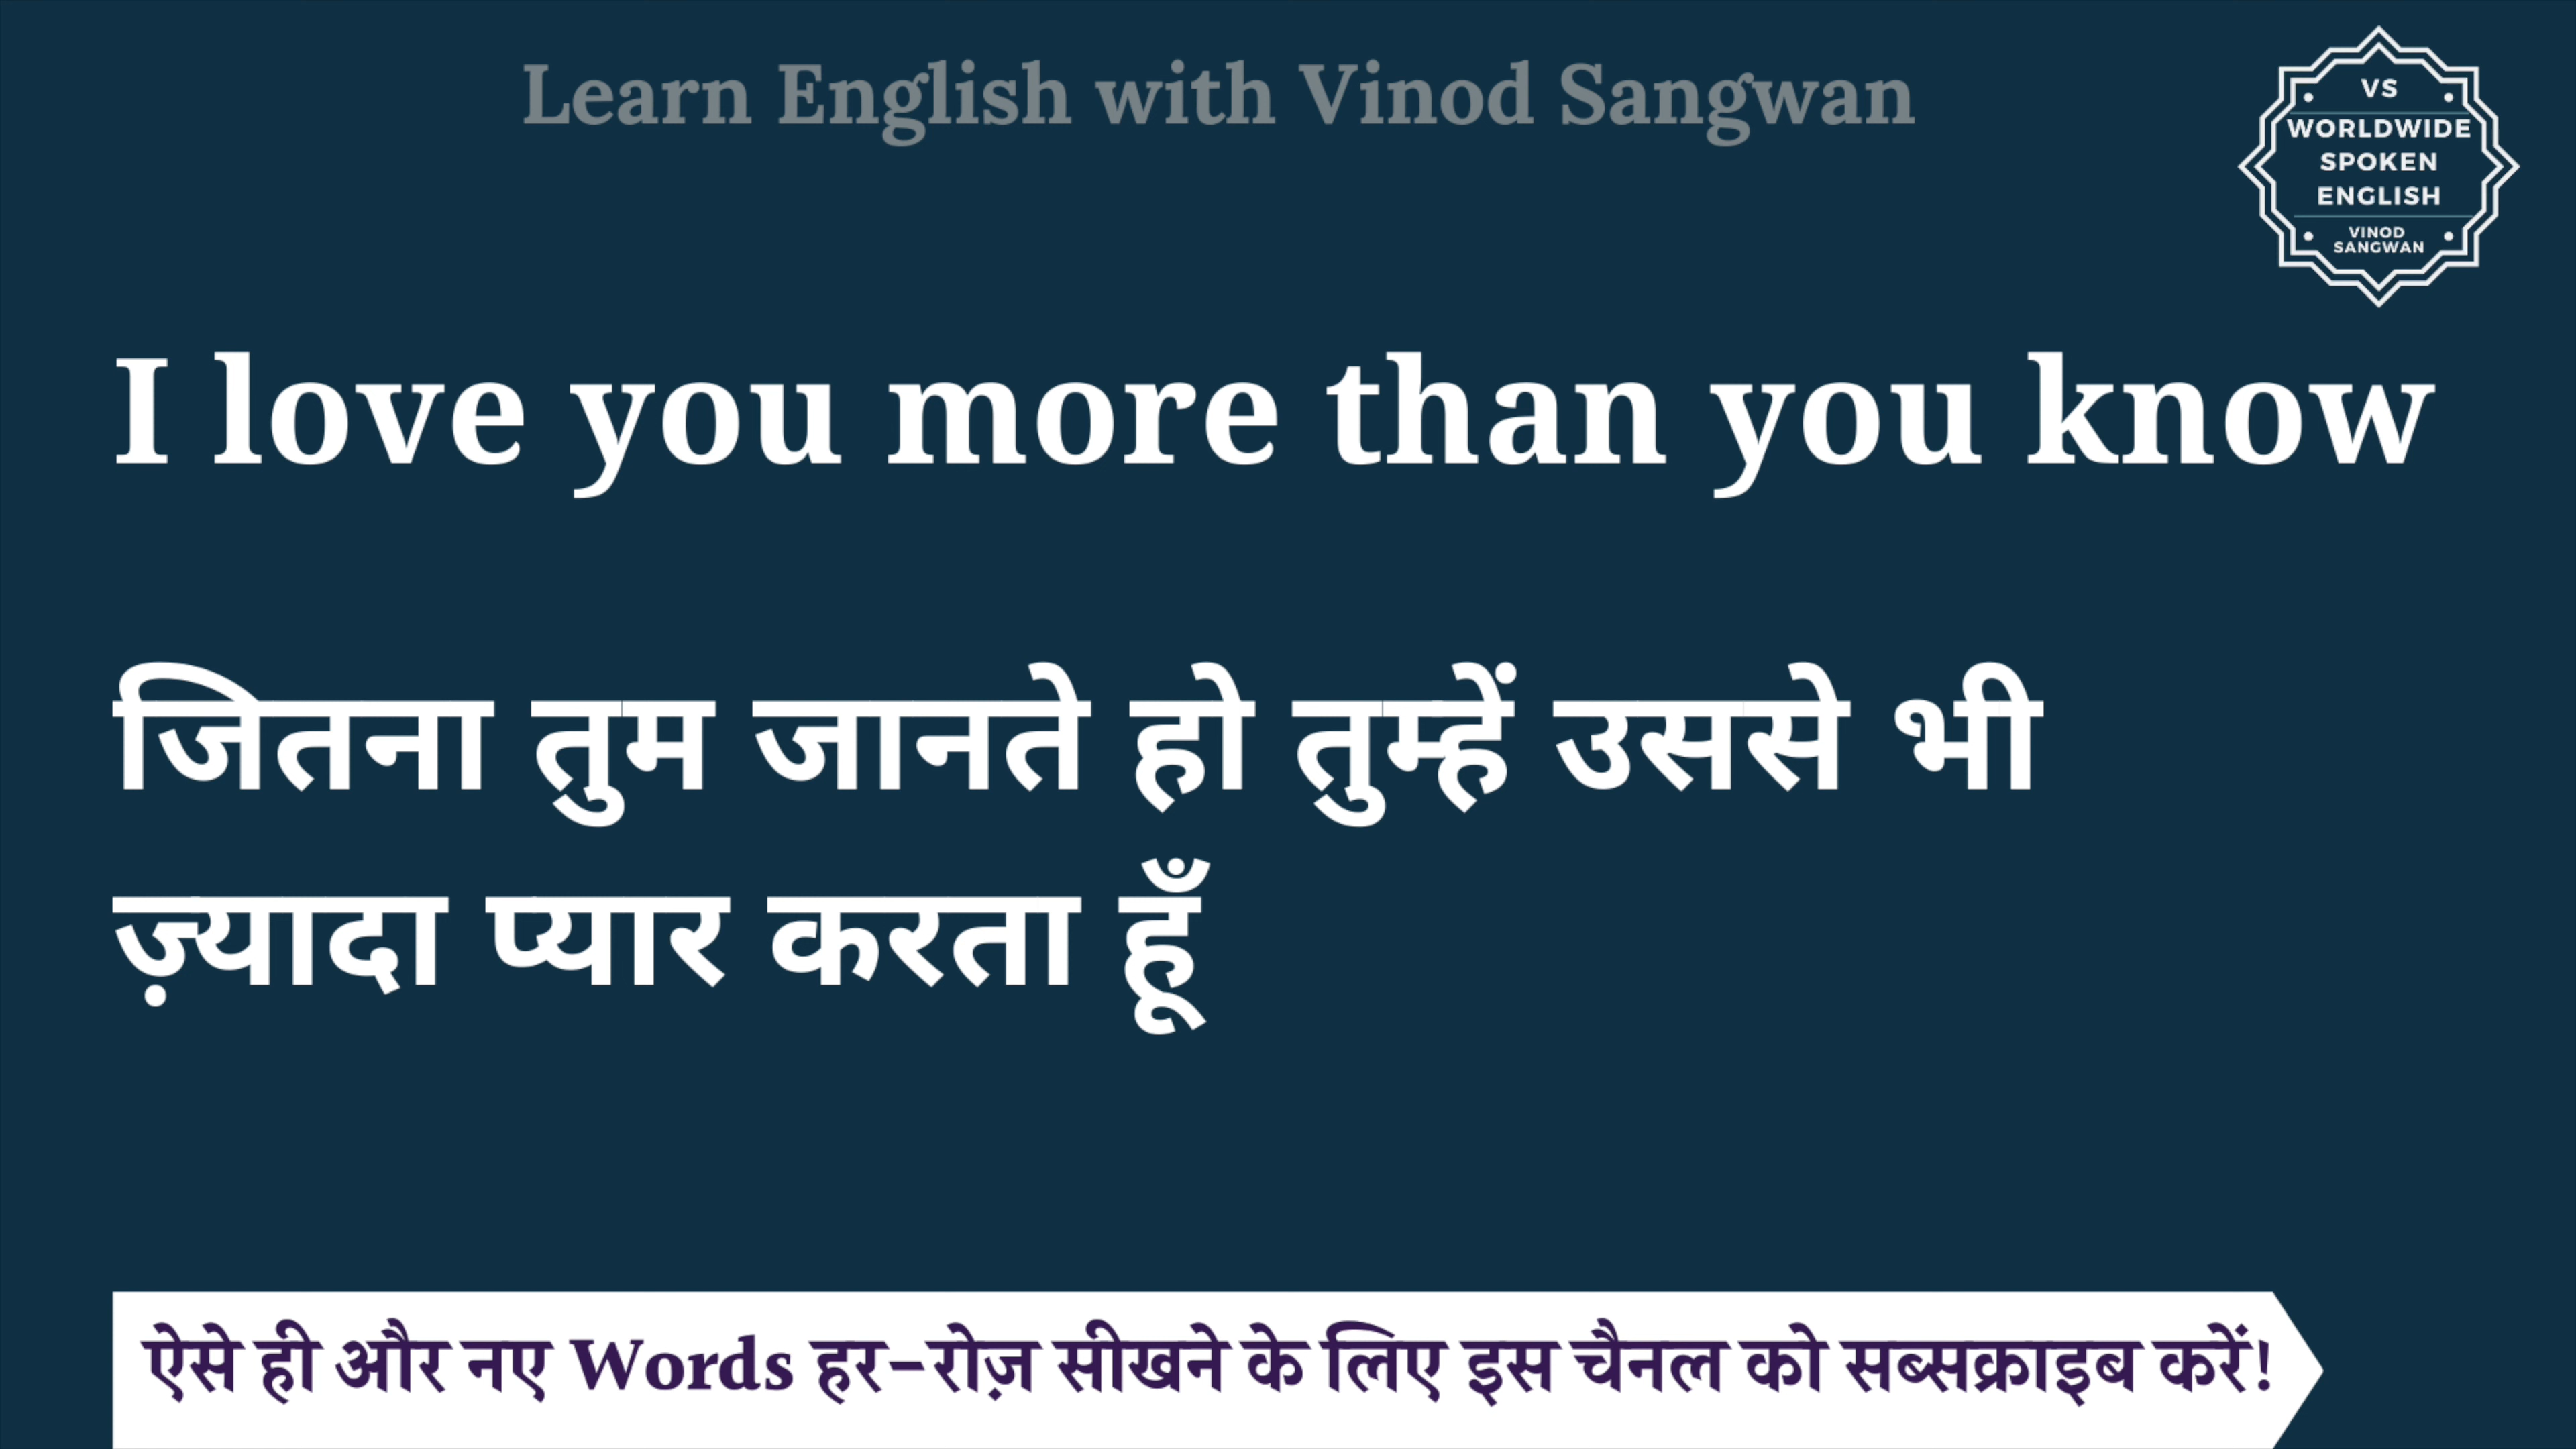 Learn English with Vinod Sangwan
VS
WORLDWIDE
SPOKEN
ENGLISH
VINOD
SANGWAN
I love you more than you know
जितना तुम जानते हो तुम्हें उससे भी
ज़्यादा प्यार करता हूँ
ऐसे ही और नए Words हर-रोज़ सीखने के लिए इस चैनल को सब्सक्राइब करें!